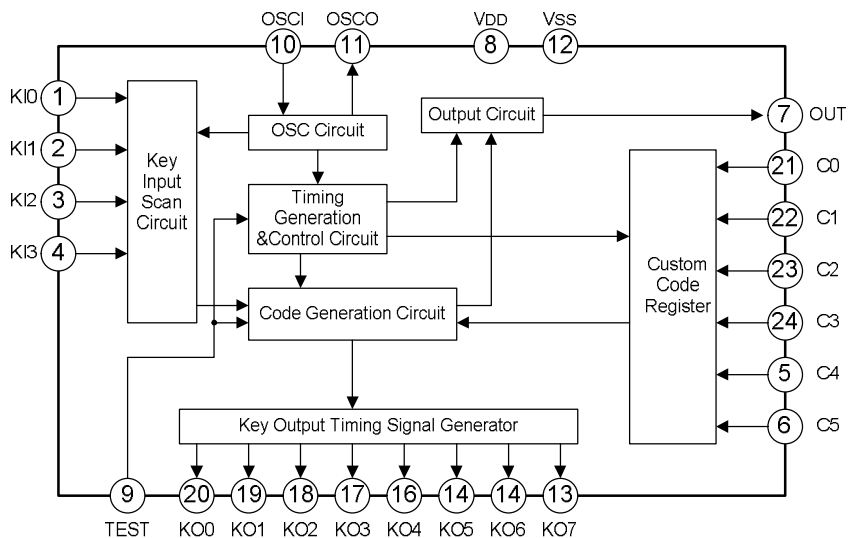 OSCI OSCO VDD VSS
10 11 8 12
KI0 1
KI1 2
KI2 3
KI3 4
Key
Input
Scan
Circuit
OSC Circuit
Output Circuit
7 OUT
Timing
Generation
&Control Circuit
Code Generation Circuit
Custom
Code
Register
21 C0
22 C1
23 C2
24 C3
5 C4
6 C5
Key Output Timing Signal Generator
9 20 19 18 17 16 14 14 13
TEST KO0 KO1 KO2 KO3 KO4 KO5 KO6 KO7